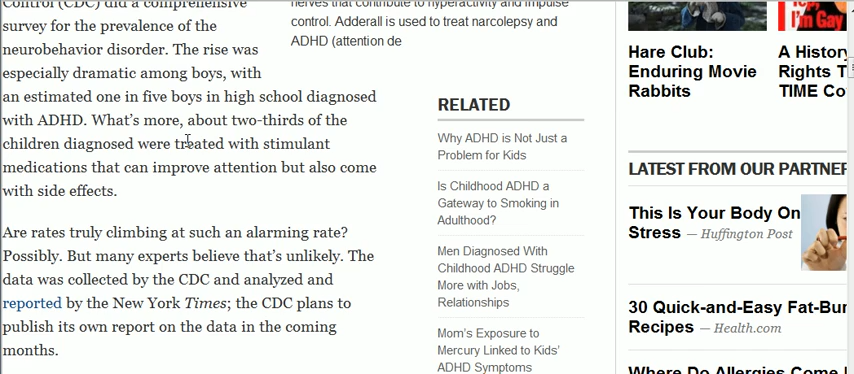 Control (CDC) did a comprehensive
survey for the prevalence of the
neurobehavior disorder. The rise was
especially dramatic among boys, with
an estimated one in five boys in high school diagnosed
with ADHD. What's more, about two-thirds of the
children diagnosed were treated with stimulant
medications that can improve attention but also come
with side effects.
Are rates truly climbing at such an alarming rate?
Possibly. But many experts believe that's unlikely. The
data was collected by the CDC and analyzed and
reported by the New York Times; the CDC plans to
publish its own report on the data in the coming
months.
nerves that contribute to hyperactivity and impulse
control. Adderall is used to treat narcolepsy and
ADHD (attention de
RELATED
Why ADHD is Not Just a
Problem for Kids
Is Childhood ADHD a
Gateway to Smoking in
Adulthood?
Men Diagnosed With
Childhood ADHD Struggle
More with Jobs,
Relationships
Mom's Exposure to
Mercury Linked to Kids'
ADHD Symptoms
I'm Gay
Hare Club:
Enduring Movie
Rabbits
A History
Rights T
TIME Co
LATEST FROM OUR PARTNER
This Is Your Body On
Stress — Huffington Post
30 Quick-and-Easy Fat-Bur
Recipes — Health.com
Where Do Allergies Come